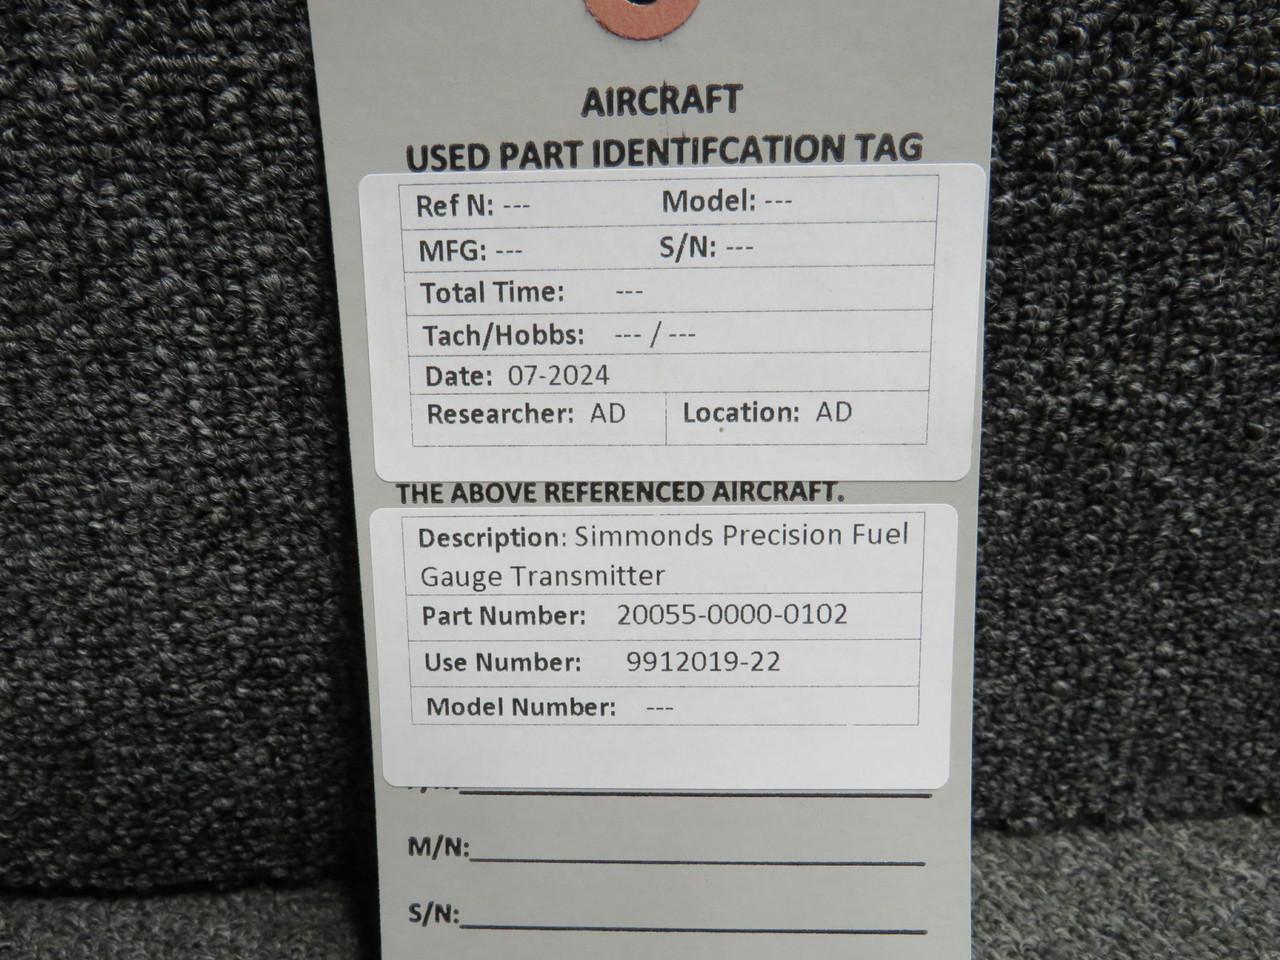 AIRCRAFT
USED PART IDENTIFCATION TAG
Ref N: --- Model: ---
MFG: --- S/N: ---
Total Time: ---
Tach/Hobbs: --- / ---
Date: 07-2024
Researcher: AD Location: AD
THE ABOVE REFERENCED AIRCRAFT.
Description: Simmonds Precision Fuel
Gauge Transmitter
Part Number: 20055-0000-0102
Use Number: 9912019-22
Model Number: ---
M/N:
S/N: